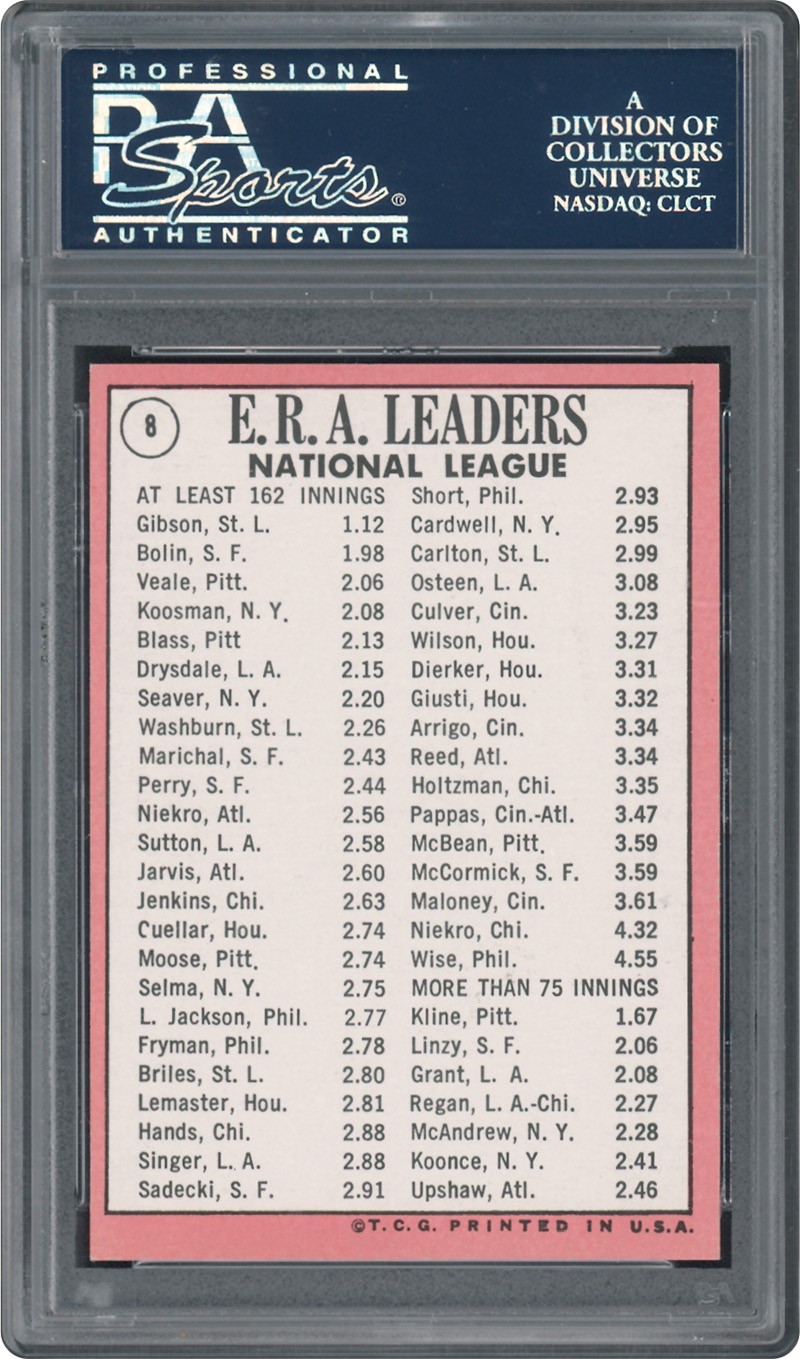 PROFESSIONAL
PSA
Sports®
AUTHENTICATOR
A
DIVISION OF
COLLECTORS
UNIVERSE
NASDAQ: CLCT
8
E.R.A. LEADERS
NATIONAL LEAGUE
AT LEAST 162 INNINGS
Gibson, St. L. 1.12
Bolin, S. F. 1.98
Veale, Pitt. 2.06
Koosman, N. Y. 2.08
Blass, Pitt 2.13
Drysdale, L. A. 2.15
Seaver, N. Y. 2.20
Washburn, St. L. 2.26
Marichal, S. F. 2.43
Perry, S. F. 2.44
Niekro, Atl. 2.56
Sutton, L. A. 2.58
Jarvis, Atl. 2.60
Jenkins, Chi. 2.63
Cuellar, Hou. 2.74
Moose, Pitt. 2.74
Selma, N. Y. 2.75
L. Jackson, Phil. 2.77
Fryman, Phil. 2.78
Briles, St. L. 2.80
Lemaster, Hou. 2.81
Hands, Chi. 2.88
Singer, L. A. 2.88
Sadecki, S. F. 2.91
Short, Phil. 2.93
Cardwell, N. Y. 2.95
Carlton, St. L. 2.99
Osteen, L. A. 3.08
Culver, Cin. 3.23
Wilson, Hou. 3.27
Dierker, Hou. 3.31
Giusti, Hou. 3.32
Arrigo, Cin. 3.34
Reed, Atl. 3.34
Holtzman, Chi. 3.35
Pappas, Cin.-Atl. 3.47
McBean, Pitt. 3.59
McCormick, S. F. 3.59
Maloney, Cin. 3.61
Niekro, Chi. 4.32
Wise, Phil. 4.55
MORE THAN 75 INNINGS
Kline, Pitt. 1.67
Linzy, S. F. 2.06
Grant, L. A. 2.08
Regan, L. A.-Chi. 2.27
McAndrew, N. Y. 2.28
Koonce, N. Y. 2.41
Upshaw, Atl. 2.46
©T.C.G. PRINTED IN U.S.A.